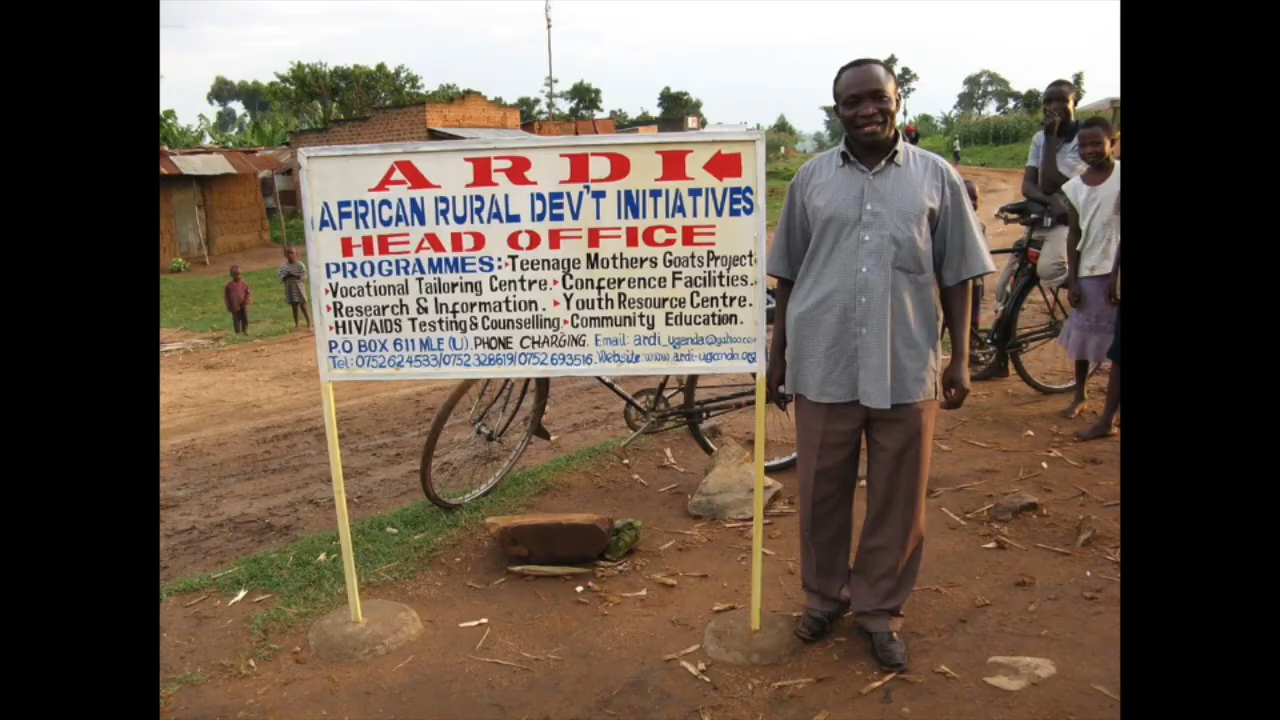 ARDI
AFRICAN RURAL DEV'T INITIATIVES
HEAD OFFICE
PROGRAMMES: Teenage Mothers Goats Project
Vocational Tailoring Centre. Conference Facilities.
Research & Information. Youth Resource Centre.
HIV/AIDS Testing & Counselling. Community Education.
P.O BOX 611 MLE (U). PHONE CHARGING. Email: ardi_uganda@yahoo.co
Tel: 0752624533/0752328619/0752693516. Website: www.ardi-uganda.org